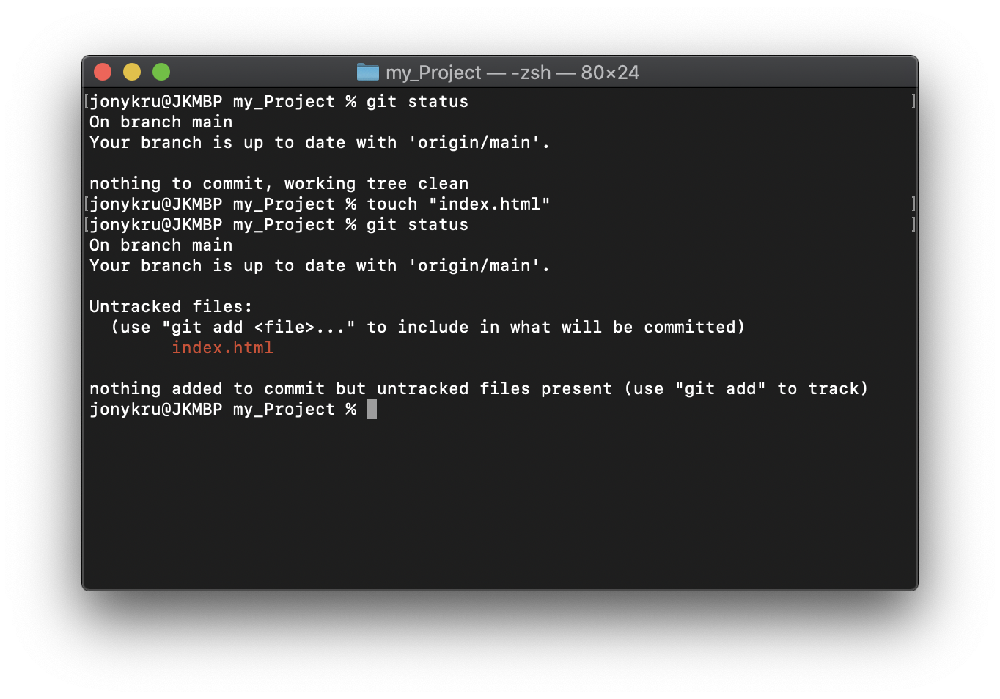 my_Project — -zsh — 80×24
[jonykru@JKMBP my_Project % git status ]
On branch main
Your branch is up to date with 'origin/main'.

nothing to commit, working tree clean
[jonykru@JKMBP my_Project % touch "index.html" ]
[jonykru@JKMBP my_Project % git status ]
On branch main
Your branch is up to date with 'origin/main'.

Untracked files:
  (use "git add <file>..." to include in what will be committed)
        index.html

nothing added to commit but untracked files present (use "git add" to track)
jonykru@JKMBP my_Project %